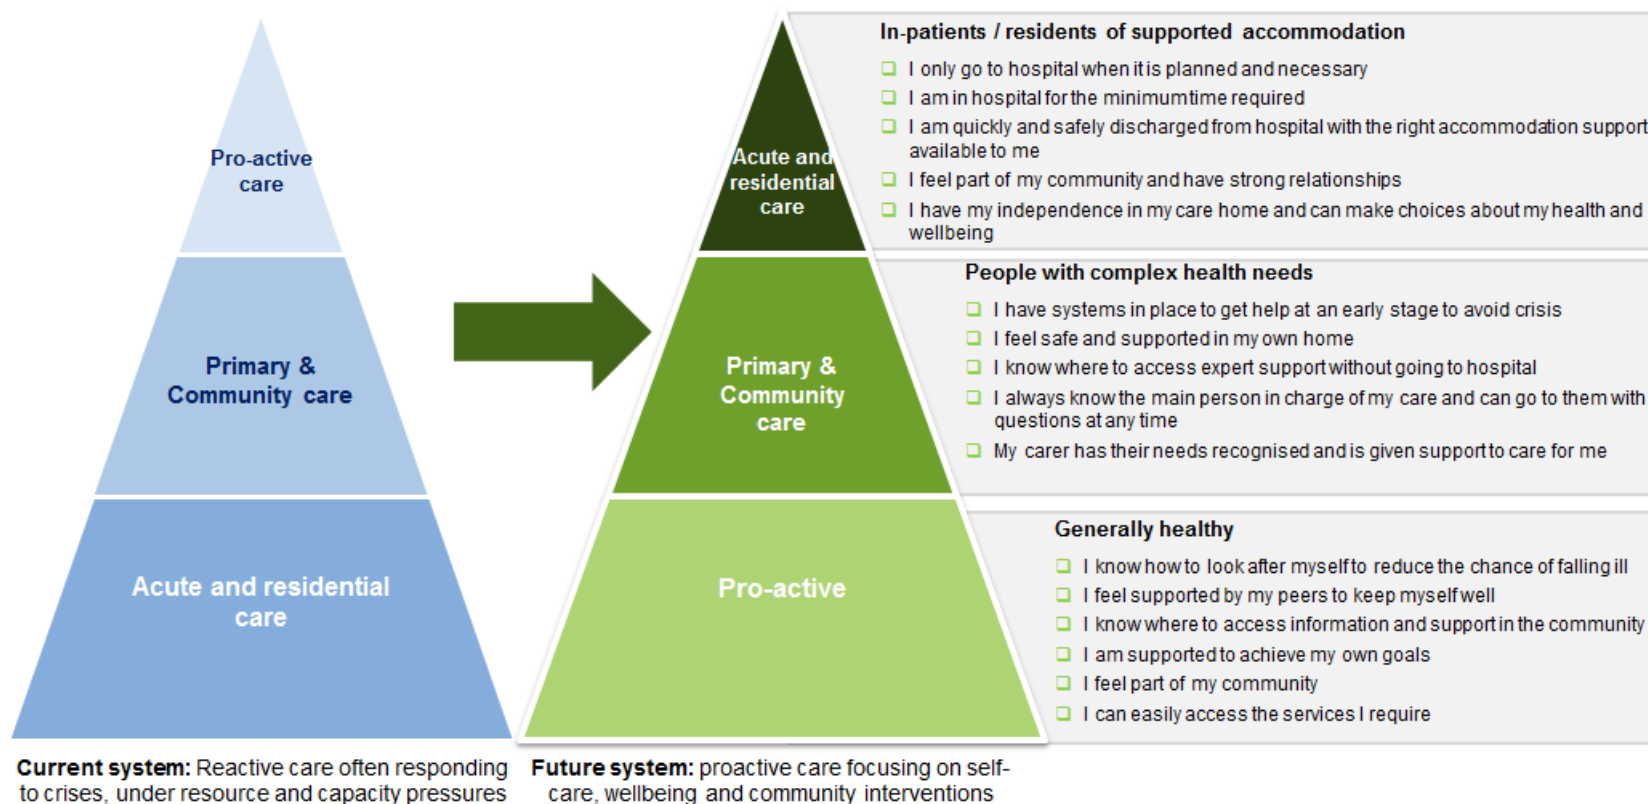 Pro-active
care
Primary &
Community care
Acute and residential
care
Current system: Reactive care often responding
to crises, under resource and capacity pressures
Acute and
residential
care
Primary &
Community
care
Pro-active
Future system: proactive care focusing on self-
care, wellbeing and community interventions
In-patients / residents of supported accommodation
I only go to hospital when it is planned and necessary
I am in hospital for the minimum time required
I am quickly and safely discharged from hospital with the right accommodation support
available to me
I feel part of my community and have strong relationships
I have my independence in my care home and can make choices about my health and
wellbeing
People with complex health needs
I have systems in place to get help at an early stage to avoid crisis
I feel safe and supported in my own home
I know where to access expert support without going to hospital
I always know the main person in charge of my care and can go to them with
questions at any time
My carer has their needs recognised and is given support to care for me
Generally healthy
I know how to look after myself to reduce the chance of falling ill
I feel supported by my peers to keep myself well
I know where to access information and support in the community
I am supported to achieve my own goals
I feel part of my community
I can easily access the services I require